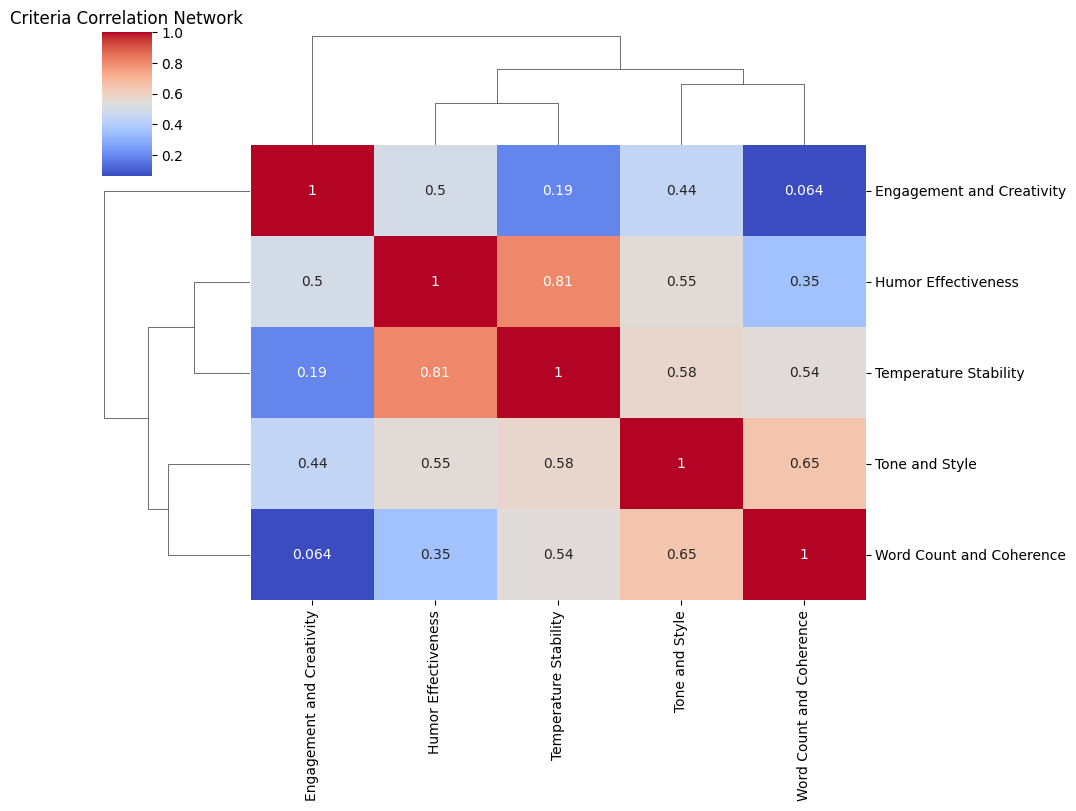 Criteria Correlation Network
1.0
0.8
0.6
0.4
0.2
1 0.5 0.19 0.44 0.064 Engagement and Creativity
0.5 1 0.81 0.55 0.35 Humor Effectiveness
0.19 0.81 1 0.58 0.54 Temperature Stability
0.44 0.55 0.58 1 0.65 Tone and Style
0.064 0.35 0.54 0.65 1 Word Count and Coherence
Engagement and Creativity
Humor Effectiveness
Temperature Stability
Tone and Style
Word Count and Coherence